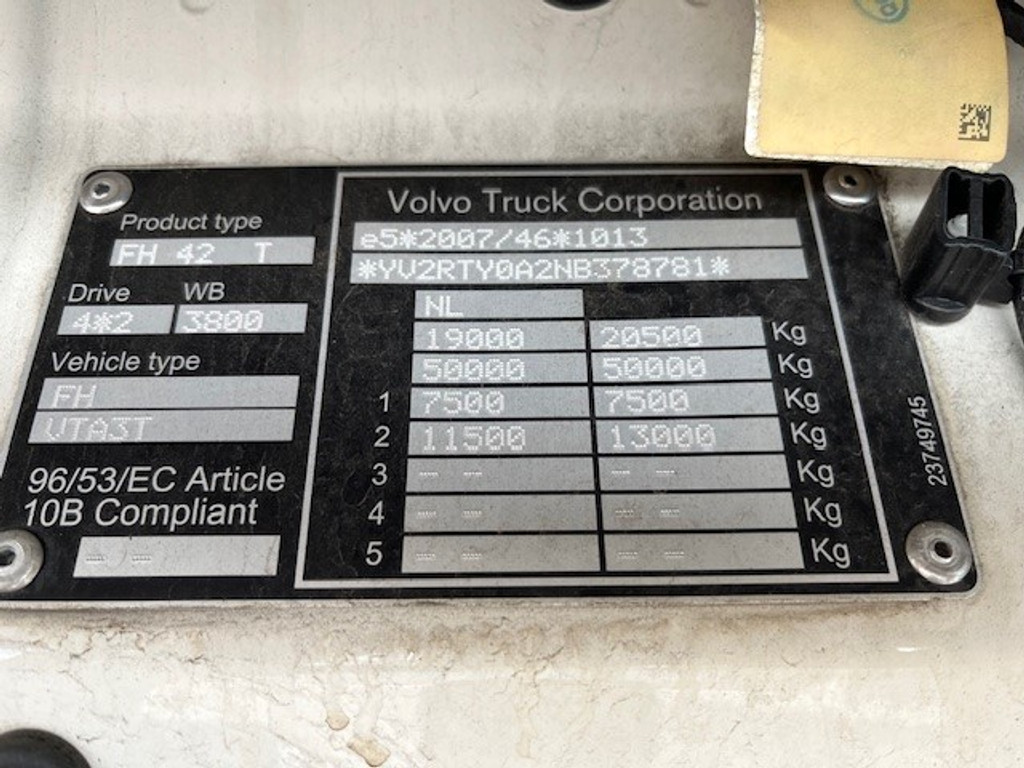 Product type
FH 42 T
Drive WB
4*2 3800
Vehicle type
FH
VTA3T
96/53/EC Article
10B Compliant
-- --
Volvo Truck Corporation
e5*2007/46*1013
*YV2RTY0A2NB378781*
NL
19000 20500 Kg
50000 50000 Kg
1 7500 7500 Kg
2 11500 13000 Kg
3 -- -- -- -- Kg
4 -- -- -- -- Kg
5 -- -- -- -- Kg
23749745